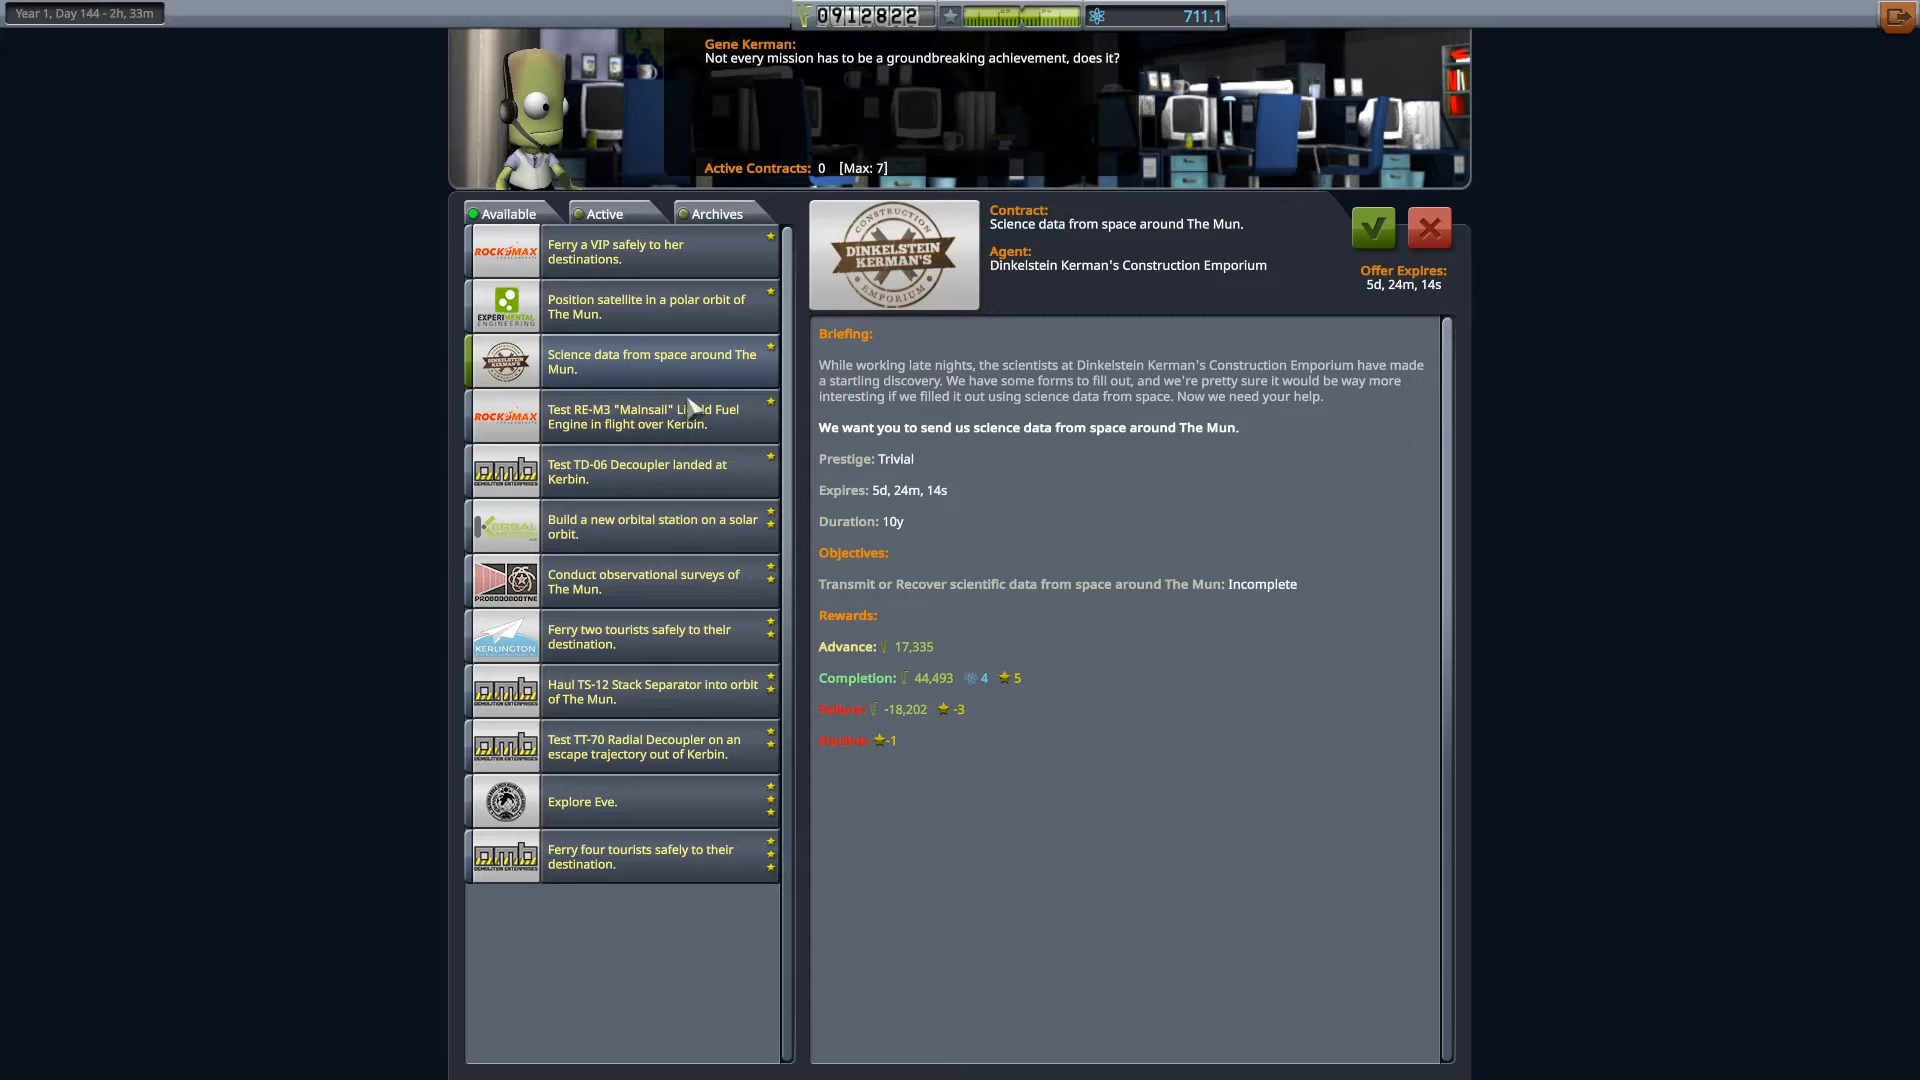 Year 1, Day 144 - 2h, 33m
0912822
711.1
Gene Kerman:
Not every mission has to be a groundbreaking achievement, does it?
Active Contracts: 0 [Max: 7]
Available
Active
Archives
ROCKOMAX
Ferry a VIP safely to her
destinations.
EXPERIMENTAL
ENGINEERING
Position satellite in a polar orbit of
The Mun.
DINKELSTEIN
KERMAN'S
Science data from space around The
Mun.
ROCKOMAX
Test RE-M3 "Mainsail" Liquid Fuel
Engine in flight over Kerbin.
DEMOLITION ENTERPRISES
Test TD-06 Decoupler landed at
Kerbin.
KERBAL
Build a new orbital station on a solar
orbit.
PROBODOBODYNE
Conduct observational surveys of
The Mun.
KERLINGTON
Ferry two tourists safely to their
destination.
DEMOLITION ENTERPRISES
Haul TS-12 Stack Separator into orbit
of The Mun.
DEMOLITION ENTERPRISES
Test TT-70 Radial Decoupler on an
escape trajectory out of Kerbin.
Explore Eve.
DEMOLITION ENTERPRISES
Ferry four tourists safely to their
destination.
CONSTRUCTION
DINKELSTEIN
KERMAN'S
EMPORIUM
Contract:
Science data from space around The Mun.
Agent:
Dinkelstein Kerman's Construction Emporium
Offer Expires:
5d, 24m, 14s
Briefing:
While working late nights, the scientists at Dinkelstein Kerman's Construction Emporium have made
a startling discovery. We have some forms to fill out, and we're pretty sure it would be way more
interesting if we filled it out using science data from space. Now we need your help.
We want you to send us science data from space around The Mun.
Prestige: Trivial
Expires: 5d, 24m, 14s
Duration: 10y
Objectives:
Transmit or Recover scientific data from space around The Mun: Incomplete
Rewards:
Advance: 17,335
Completion: 44,493 4 5
Failure: -18,202 -3
Decline: -1